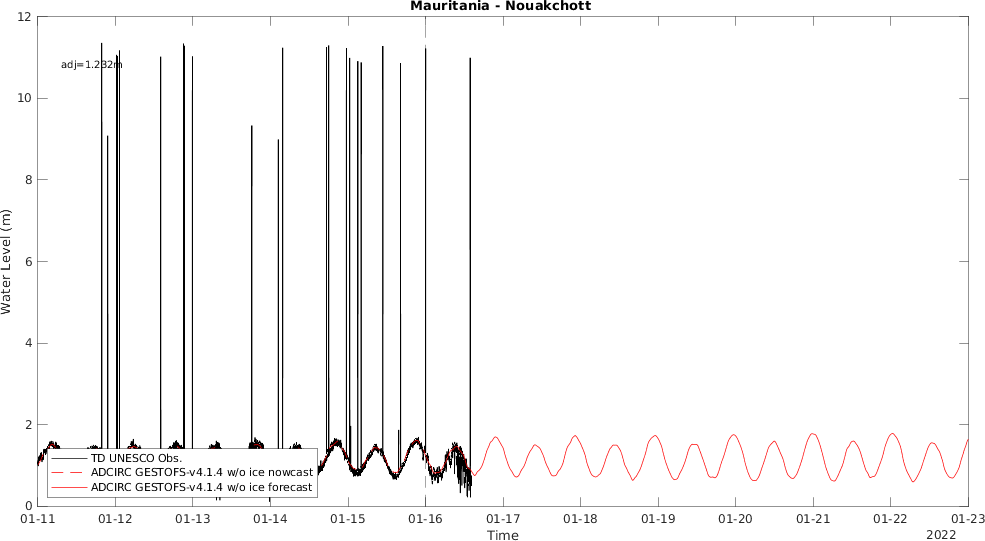 Mauritania - Nouakchott
12
10
8
6
4
2
0
Water Level (m)
adj=1.232m
TD UNESCO Obs.
ADCIRC GESTOFS-v4.1.4 w/o ice nowcast
ADCIRC GESTOFS-v4.1.4 w/o ice forecast
01-11 01-12 01-13 01-14 01-15 01-16 01-17 01-18 01-19 01-20 01-21 01-22 01-23
Time
2022